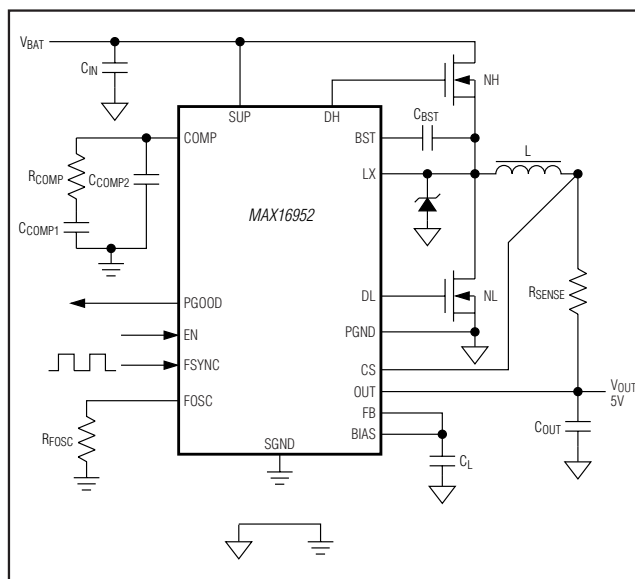 VBAT
CIN
NH
SUP
DH
CBST
COMP
BST
L
RCOMP
CCOMP2
LX
CCOMP1
MAX16952
RSENSE
DL
NL
PGOOD
PGND
EN
CS
FSYNC
OUT
VOUT
5V
FOSC
FB
COUT
RFOSC
BIAS
SGND
CL